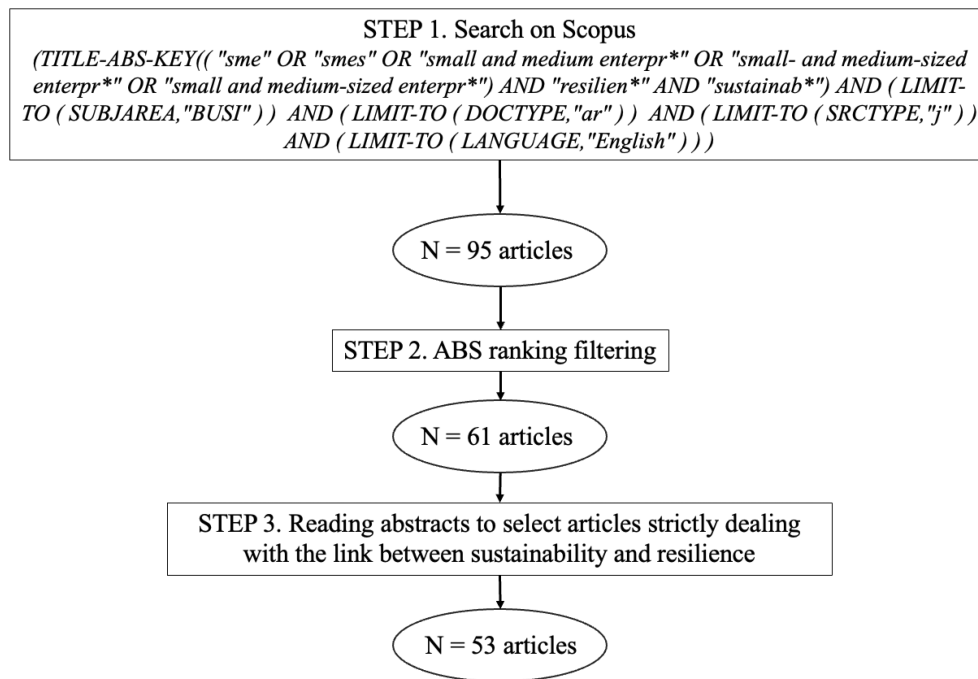 STEP 1. Search on Scopus
(TITLE-ABS-KEY(( "sme" OR "smes" OR "small and medium enterpr*" OR "small- and medium-sized
enterpr*" OR "small and medium-sized enterpr*") AND "resilien*" AND "sustainab*") AND ( LIMIT-
TO ( SUBJAREA,"BUSI" ) ) AND ( LIMIT-TO ( DOCTYPE,"ar" ) ) AND ( LIMIT-TO ( SRCTYPE,"j" ) )
AND ( LIMIT-TO ( LANGUAGE,"English" ) ) )
N = 95 articles
STEP 2. ABS ranking filtering
N = 61 articles
STEP 3. Reading abstracts to select articles strictly dealing
with the link between sustainability and resilience
N = 53 articles